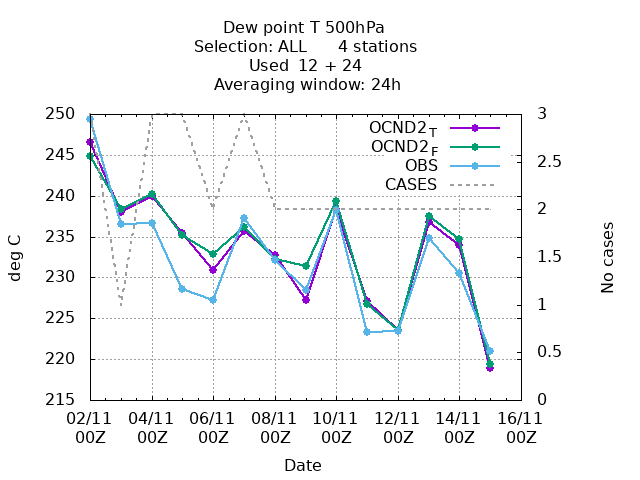 Dew point T 500hPa
Selection: ALL 4 stations
Used 12 + 24
Averaging window: 24h
OCND2T
OCND2F
OBS
CASES
250
245
240
235
230
225
220
215
3
2.5
2
1.5
1
0.5
0
deg C
No cases
02/11 04/11 06/11 08/11 10/11 12/11 14/11 16/11
00Z 00Z 00Z 00Z 00Z 00Z 00Z 00Z
Date